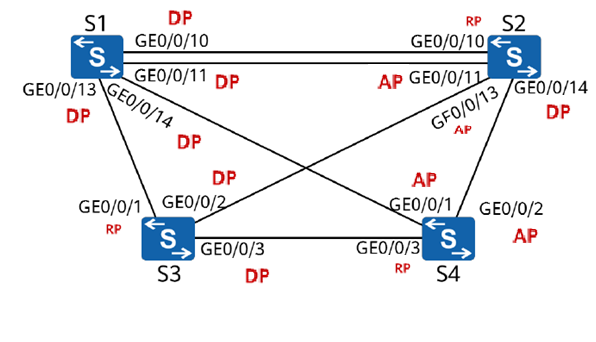 DP
RP
S1
S2
GE0/0/10
GE0/0/10
GE0/0/11
DP
AP
GE0/0/11
GE0/0/13
GE0/0/14
GF0/0/13
GE0/0/14
DP
AP
DP
DP
DP
AP
GE0/0/1
GE0/0/2
GE0/0/1
GE0/0/2
RP
AP
S
S
S
S
GE0/0/3
GE0/0/3
S3
DP
RP
S4